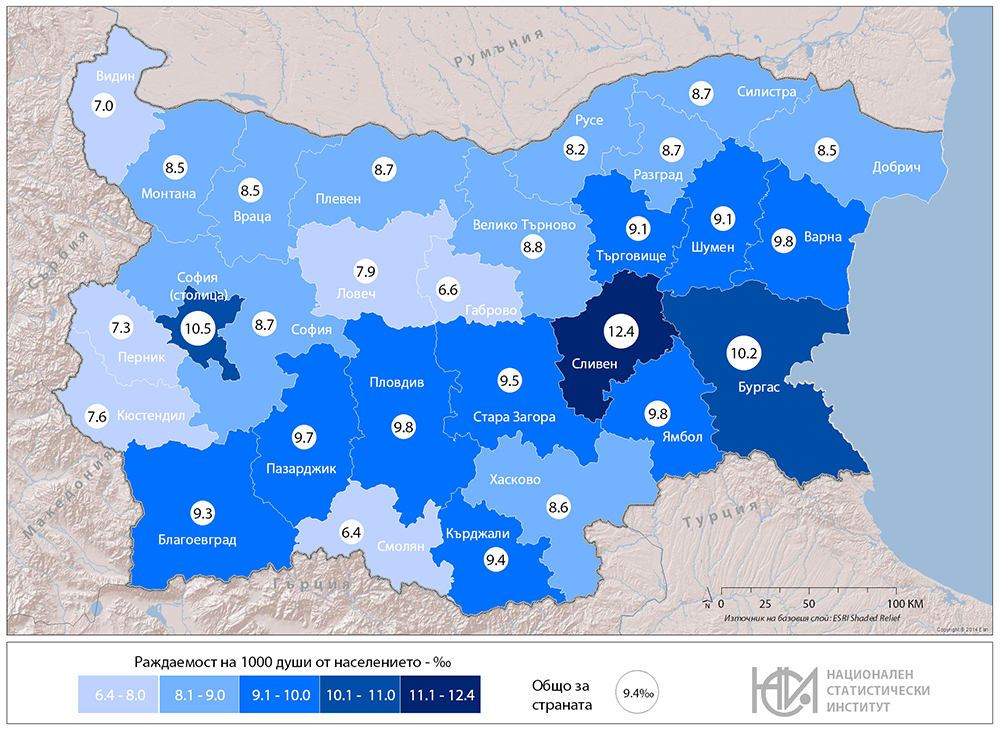 Румъния
Видин
7.0
8.7
Силистра
Русе
8.2
8.7
Разград
8.5
Добрич
8.5
Монтана
8.5
Враца
8.7
Плевен
Велико Търново
8.8
9.1
Търговище
9.1
Шумен
9.8
Варна
Сърбия
София
(столица)
10.5
7.9
Ловеч
6.6
Габрово
7.3
Перник
8.7
София
12.4
Сливен
10.2
Бургас
7.6
Кюстендил
Пловдив
9.8
9.5
Стара Загора
9.8
Ямбол
9.7
Пазарджик
Македония
Хасково
8.6
9.3
Благоевград
6.4
Смолян
Кърджали
9.4
Турция
Гърция
N 0 25 50 100 KM
Източник на базовия слой: ESRI Shaded Relief
Copyright © 2014 Esri
Раждаемост на 1000 души от населението - ‰
6.4 - 8.0 8.1 - 9.0 9.1 - 10.0 10.1 - 11.0 11.1 - 12.4
Общо за
страната
9.4‰
НСИ
НАЦИОНАЛЕН
СТАТИСТИЧЕСКИ
ИНСТИТУТ